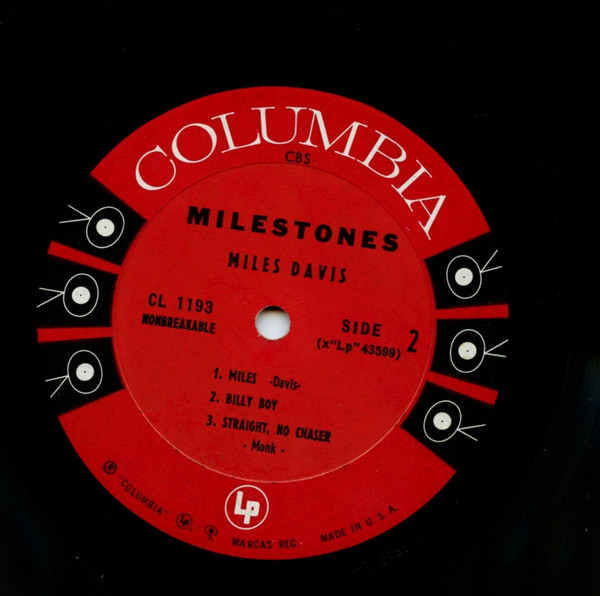 COLUMBIA
CBS
MILESTONES
MILES DAVIS
CL 1193
NONBREAKABLE
SIDE 2
(x"Lp" 43599)
1. MILES -Davis-
2. BILLY BOY
3. STRAIGHT, NO CHASER
- Monk -
Lp
® "COLUMBIA" Lp MARCAS REG. MADE IN U. S. A.